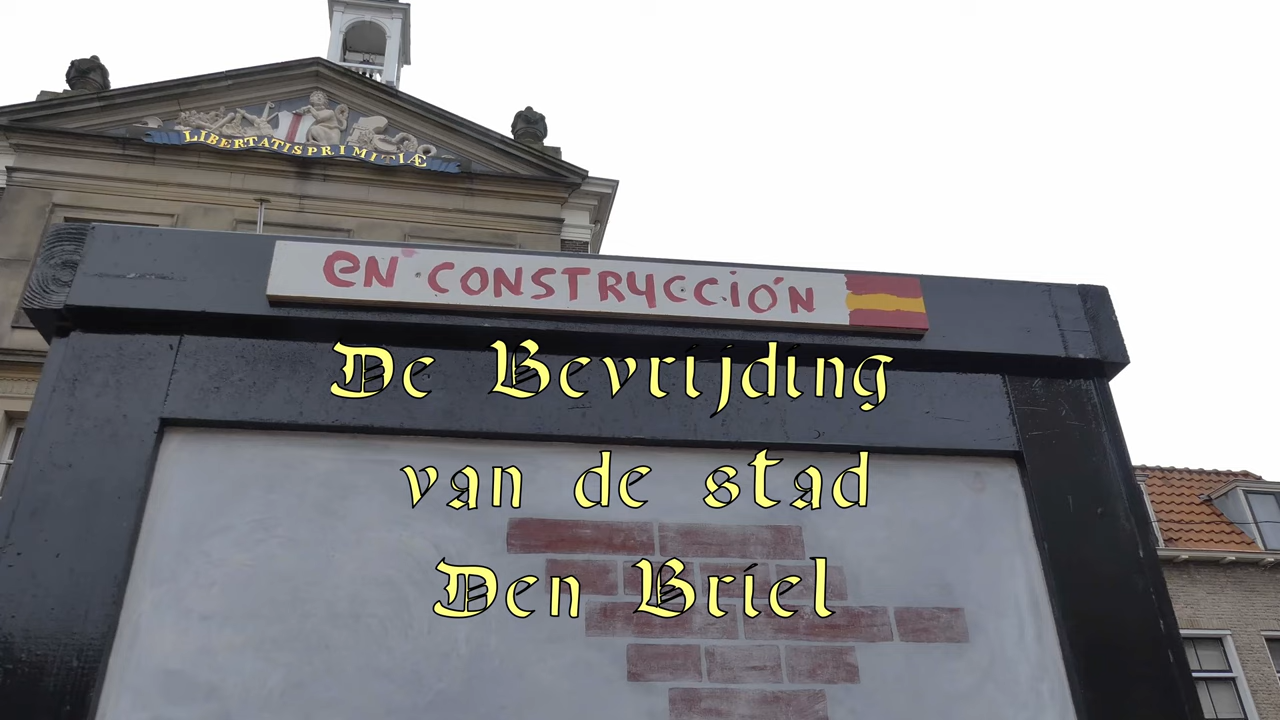 LIBERTATIS PRIMITIÆ
eN CONSTRUCCIÓN
De Bevrijding
van de stad
Den Briel